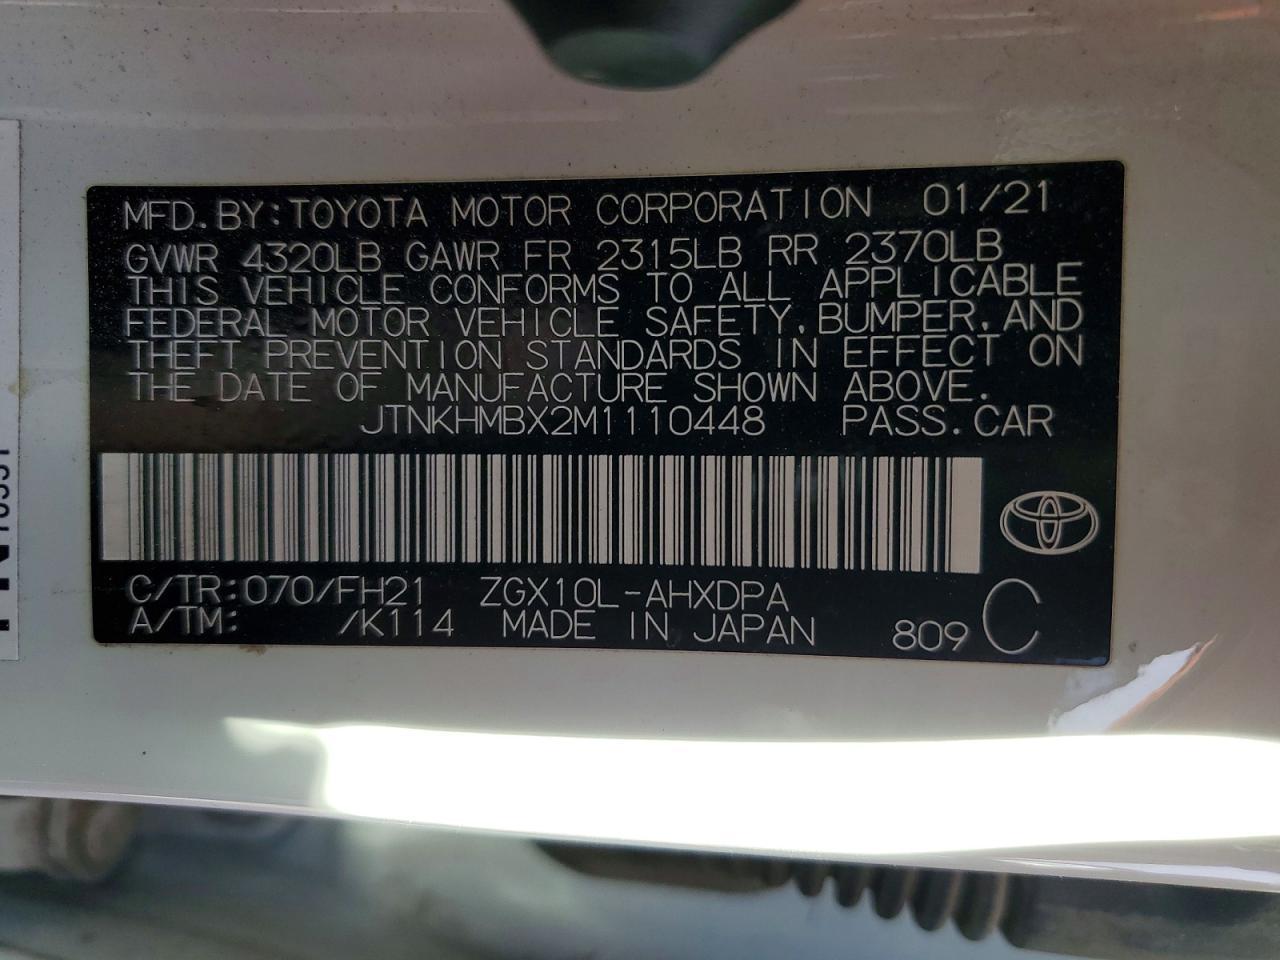 MFD.BY:TOYOTA MOTOR CORPORATION 01/21
GVWR 4320LB GAWR FR 2315LB RR 2370LB
THIS VEHICLE CONFORMS TO ALL APPLICABLE
FEDERAL MOTOR VEHICLE SAFETY,BUMPER,AND
THEFT PREVENTION STANDARDS IN EFFECT ON
THE DATE OF MANUFACTURE SHOWN ABOVE.
JTNKHMBX2M1110448 PASS.CAR
C/TR:070/FH21 ZGX10L-AHXDPA
A/TM: /K114 MADE IN JAPAN 809 C